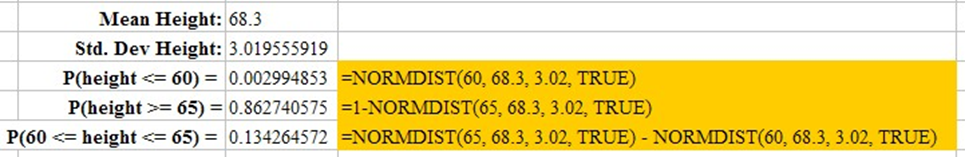 Mean Height: 68.3
Std. Dev Height: 3.019555919
P(height <= 60) = 0.002994853 =NORMDIST(60, 68.3, 3.02, TRUE)
P(height >= 65) = 0.862740575 =1-NORMDIST(65, 68.3, 3.02, TRUE)
P(60 <= height <= 65) = 0.134264572 =NORMDIST(65, 68.3, 3.02, TRUE) - NORMDIST(60, 68.3, 3.02, TRUE)